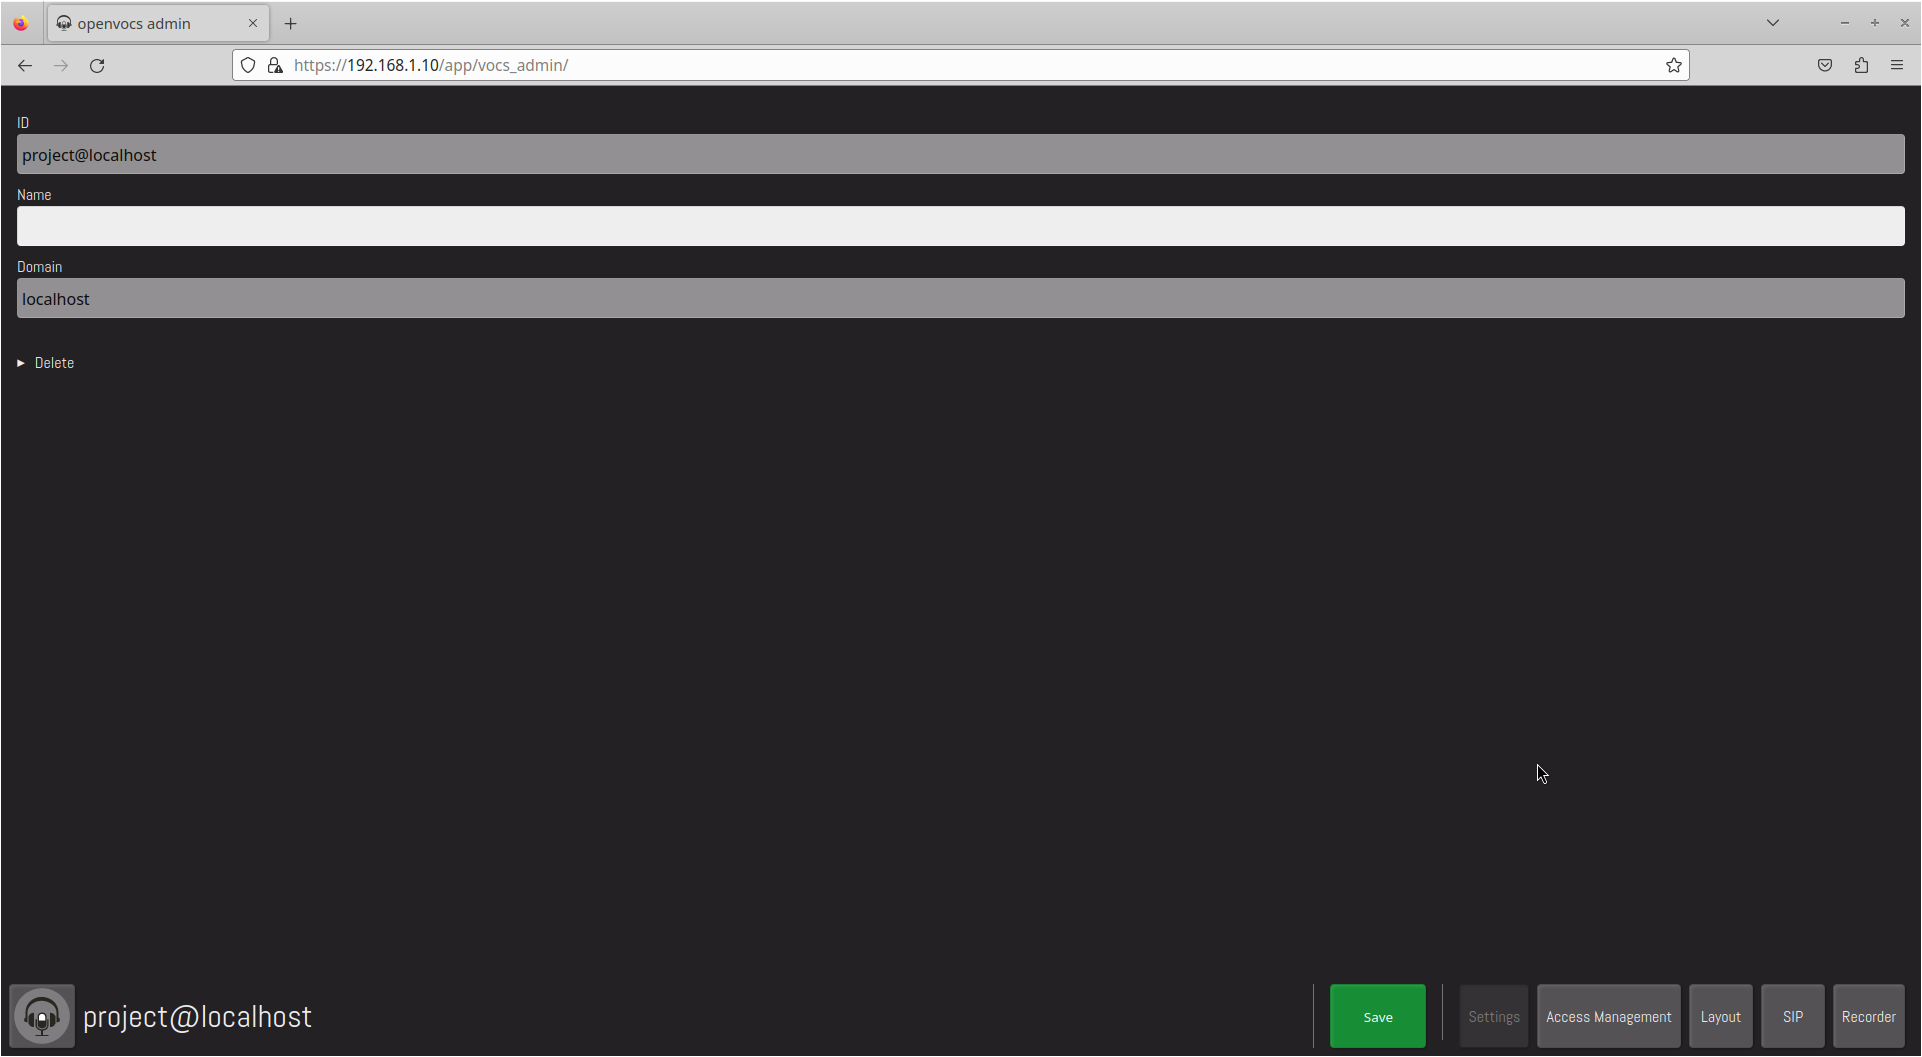 openvocs admin
https://192.168.1.10/app/vocs_admin/
ID
project@localhost
Name
Domain
localhost
Delete
project@localhost
Save
Settings
Access Management
Layout
SIP
Recorder